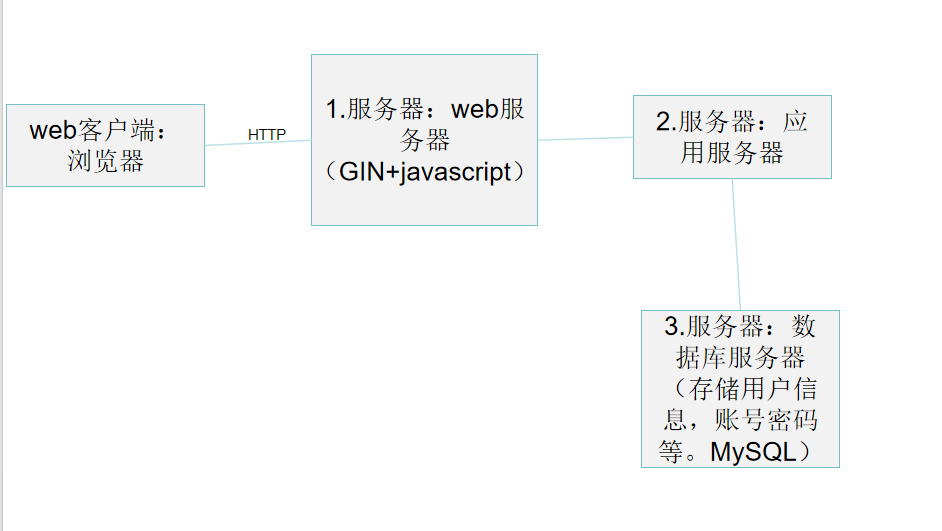 web客户端：
浏览器
HTTP
1.服务器：web服
务器
（GIN+javascript）
2.服务器：应
用服务器
3.服务器：数
据库服务器
（存储用户信
息，账号密码
等。MySQL）